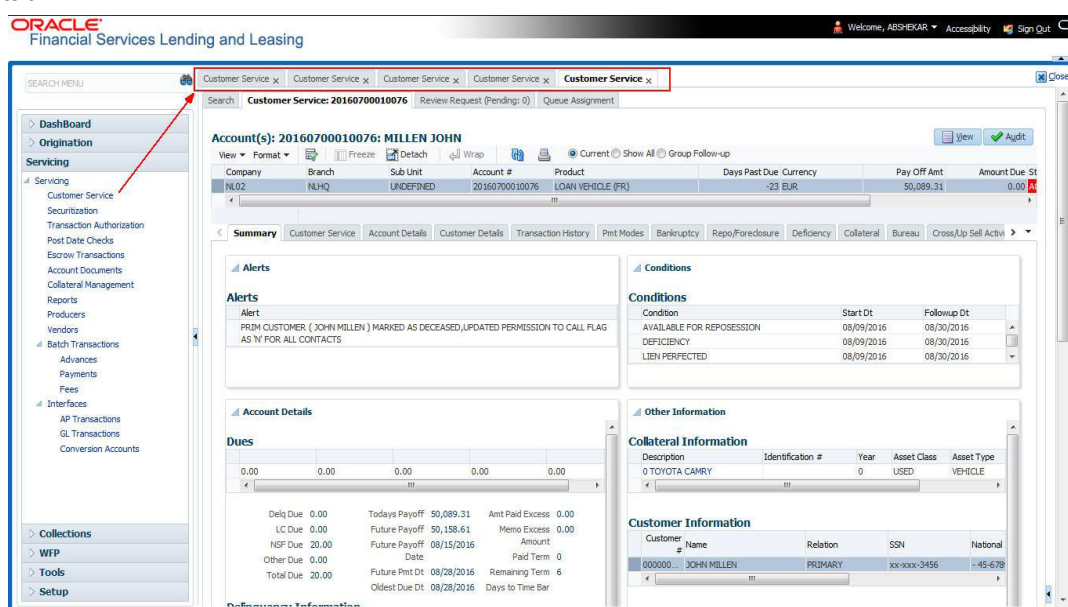 ORACLE
Financial Services Lending and Leasing
Welcome, ABSHEKAR Accessibility Sign Out
SEARCH MENU
Customer Service x Customer Service x Customer Service x Customer Service x Customer Service x
Close
Search Customer Service: 20160700010076 Review Request (Pending: 0) Queue Assignment
DashBoard
Origination
Servicing
Servicing
Customer Service
Securitization
Transaction Authorization
Post Date Checks
Escrow Transactions
Account Documents
Collateral Management
Reports
Producers
Vendors
Batch Transactions
Advances
Payments
Fees
Interfaces
AP Transactions
GL Transactions
Conversion Accounts
Collections
WFP
Tools
Setup
Account(s): 20160700010076: MILLEN JOHN
View Audit
View Format Freeze Detach Wrap Current Show All Group Follow-up
Company Branch Sub Unit Account # Product Days Past Due Currency Pay Off Amt Amount Due St
NL02 NLHQ UNDEFINED 20160700010076 LOAN VEHICLE (FR) -23 EUR 50,089.31 0.00 AC
Summary Customer Service Account Details Customer Details Transaction History Pmt Modes Bankruptcy Repo/Foreclosure Deficiency Collateral Bureau Cross/Up Sell Activi
Alerts
Alerts
Alert
PRIM CUSTOMER ( JOHN MILLEN ) MARKED AS DECEASED,UPDATED PERMISSION TO CALL FLAG
AS 'N' FOR ALL CONTACTS
Conditions
Conditions
Condition Start Dt Followup Dt
AVAILABLE FOR REPOSESSION 08/09/2016 08/30/2016
DEFICIENCY 08/09/2016 08/30/2016
LIEN PERFECTED 08/09/2016 08/30/2016
Account Details
Dues
0.00 0.00 0.00 0.00 0.00
Delq Due 0.00 Todays Payoff 50,089.31 Amt Paid Excess 0.00
LC Due 0.00 Future Payoff 50,158.61 Memo Excess 0.00
Amount
NSF Due 20.00 Future Payoff 08/15/2016
Date
Paid Term 0
Other Due 0.00
Total Due 20.00 Future Pmt Dt 08/28/2016 Remaining Term 6
Oldest Due Dt 08/28/2016 Days to Time Bar
Delinquency Information
Other Information
Collateral Information
Description Identification # Year Asset Class Asset Type
0 TOYOTA CAMRY 0 USED VEHICLE
Customer Information
Customer
# Name Relation SSN National
000000... JOHN MILLEN PRIMARY xx-xxx-3456 - 45-678